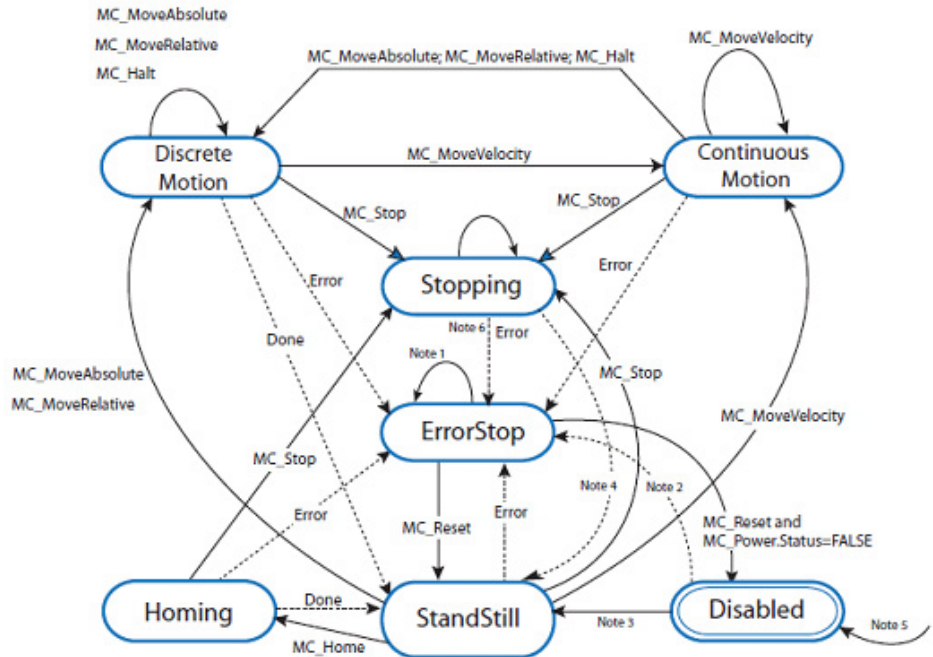 MC_MoveAbsolute
MC_MoveRelative
MC_Halt
MC_MoveAbsolute; MC_MoveRelative; MC_Halt
MC_MoveVelocity
Discrete
Motion
MC_MoveVelocity
Continuous
Motion
MC_Stop
MC_Stop
Error
Stopping
Error
Done
Note 6
Error
Note 1
MC_Stop
MC_MoveAbsolute
MC_MoveRelative
ErrorStop
MC_MoveVelocity
MC_Stop
Note 4
Note 2
Error
MC_Reset
Error
MC_Reset and
MC_Power.Status=FALSE
Homing
Done
StandStill
Note 3
Disabled
Note 5
MC_Home